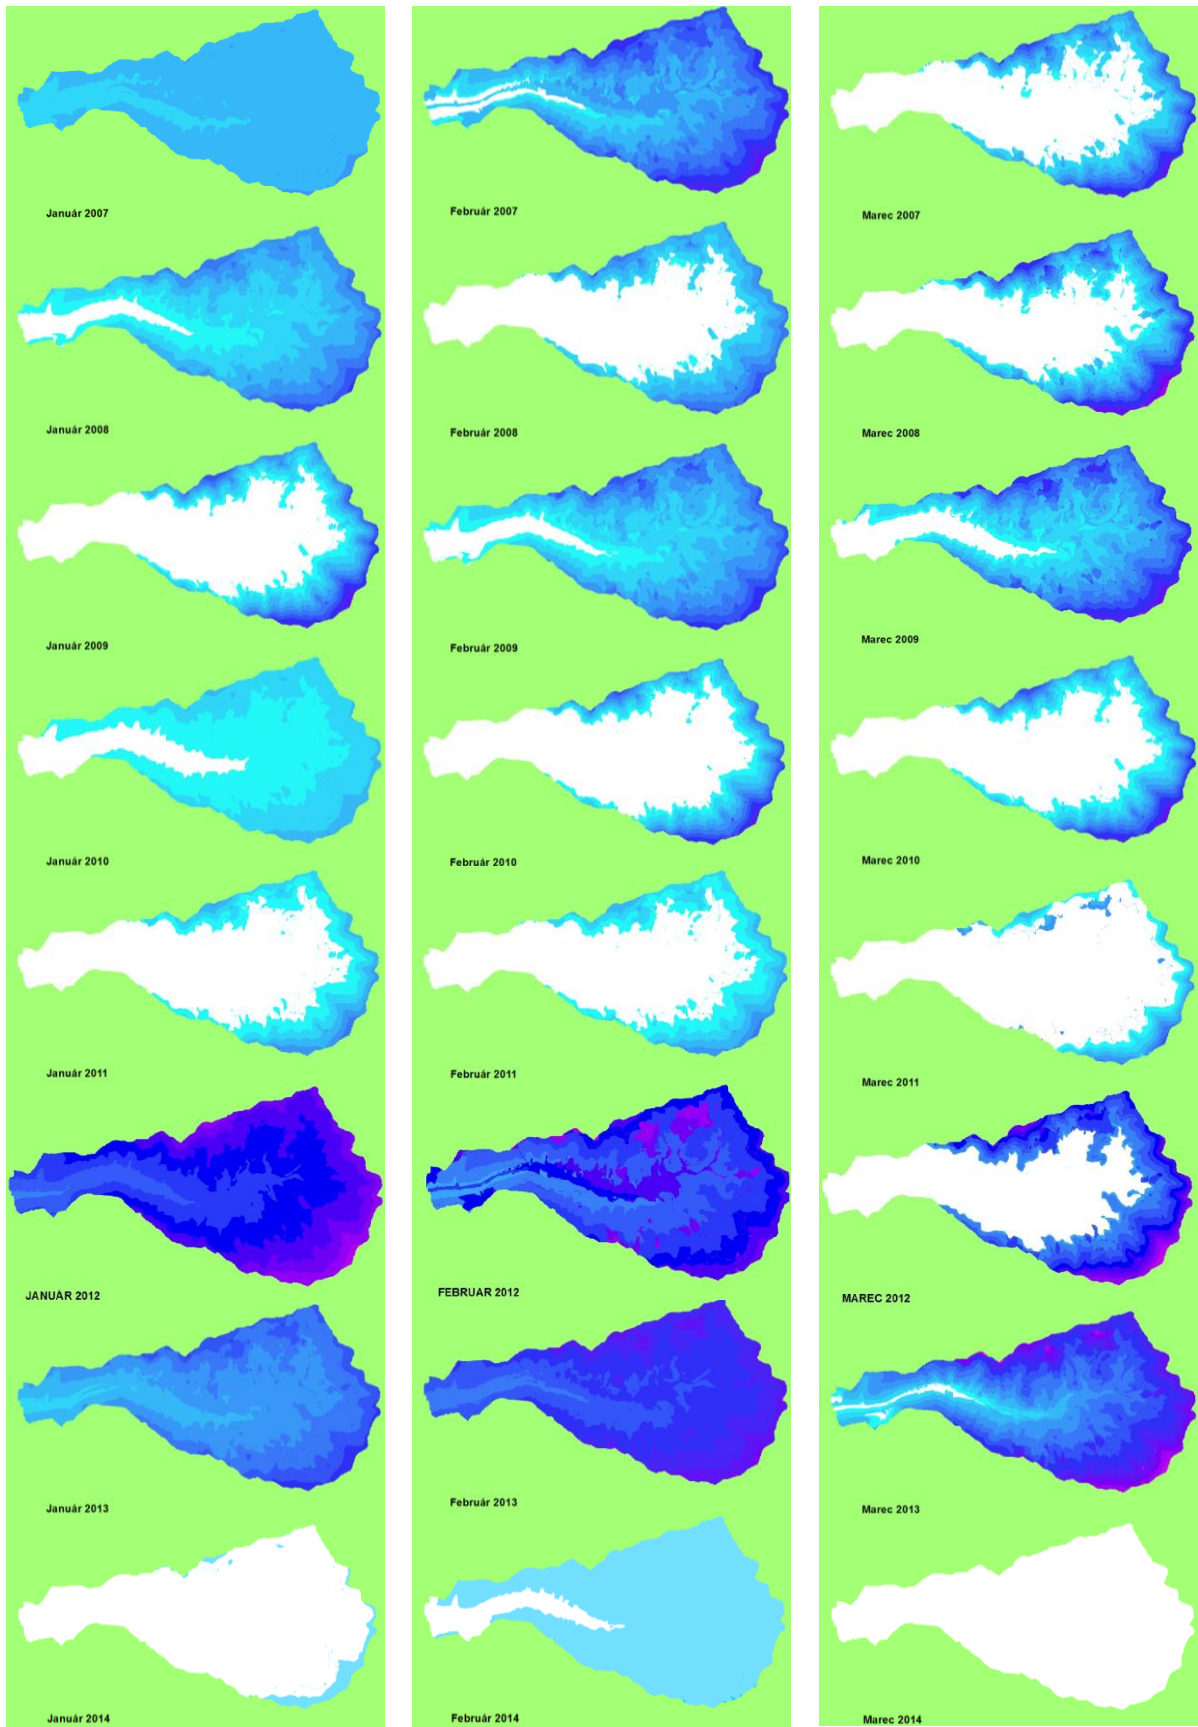 Január 2007
Február 2007
Marec 2007
Január 2008
Február 2008
Marec 2008
Január 2009
Február 2009
Marec 2009
Január 2010
Február 2010
Marec 2010
Január 2011
Február 2011
Marec 2011
JANUÁR 2012
FEBRUAR 2012
MAREC 2012
Január 2013
Február 2013
Marec 2013
Január 2014
Február 2014
Marec 2014